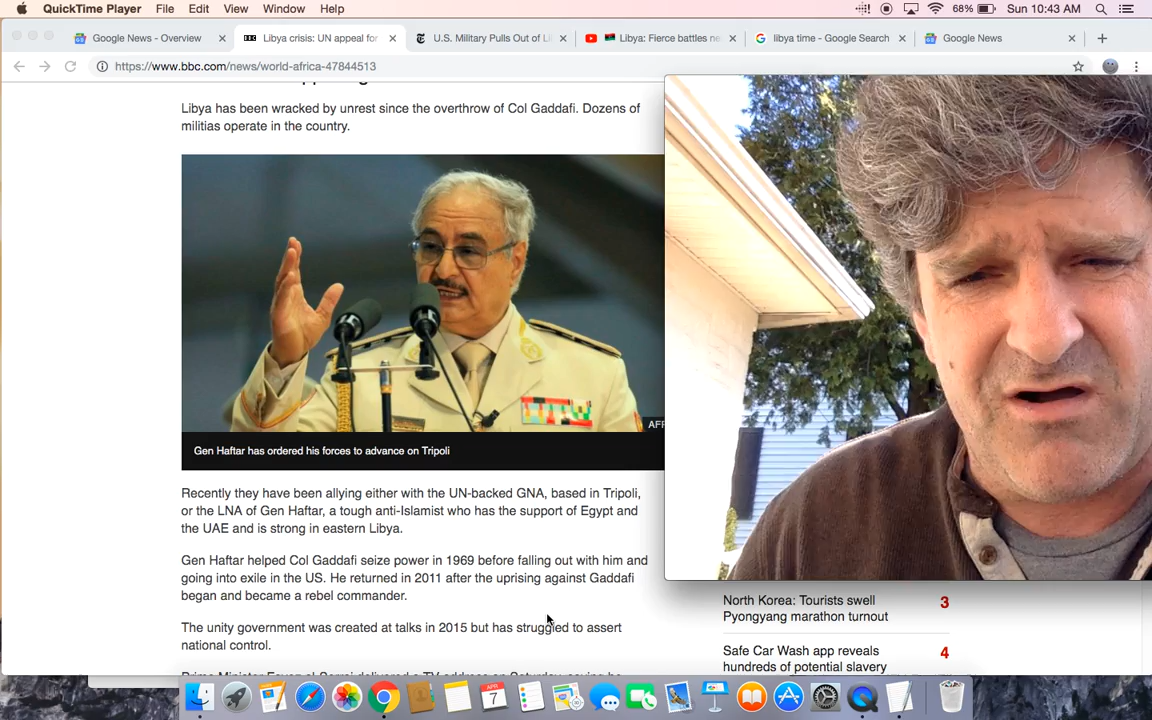 QuickTime Player File Edit View Window Help 68% Sun 10:43 AM
Google News - Overview Libya crisis: UN appeal for U.S. Military Pulls Out of Li Libya: Fierce battles ne libya time - Google Search Google News
https://www.bbc.com/news/world-africa-47844513
Libya has been wracked by unrest since the overthrow of Col Gaddafi. Dozens of
militias operate in the country.
AFP
Gen Haftar has ordered his forces to advance on Tripoli
Recently they have been allying either with the UN-backed GNA, based in Tripoli,
or the LNA of Gen Haftar, a tough anti-Islamist who has the support of Egypt and
the UAE and is strong in eastern Libya.
Gen Haftar helped Col Gaddafi seize power in 1969 before falling out with him and
going into exile in the US. He returned in 2011 after the uprising against Gaddafi
began and became a rebel commander.
The unity government was created at talks in 2015 but has struggled to assert
national control.
North Korea: Tourists swell 3
Pyongyang marathon turnout
Safe Car Wash app reveals 4
hundreds of potential slavery
APR
7